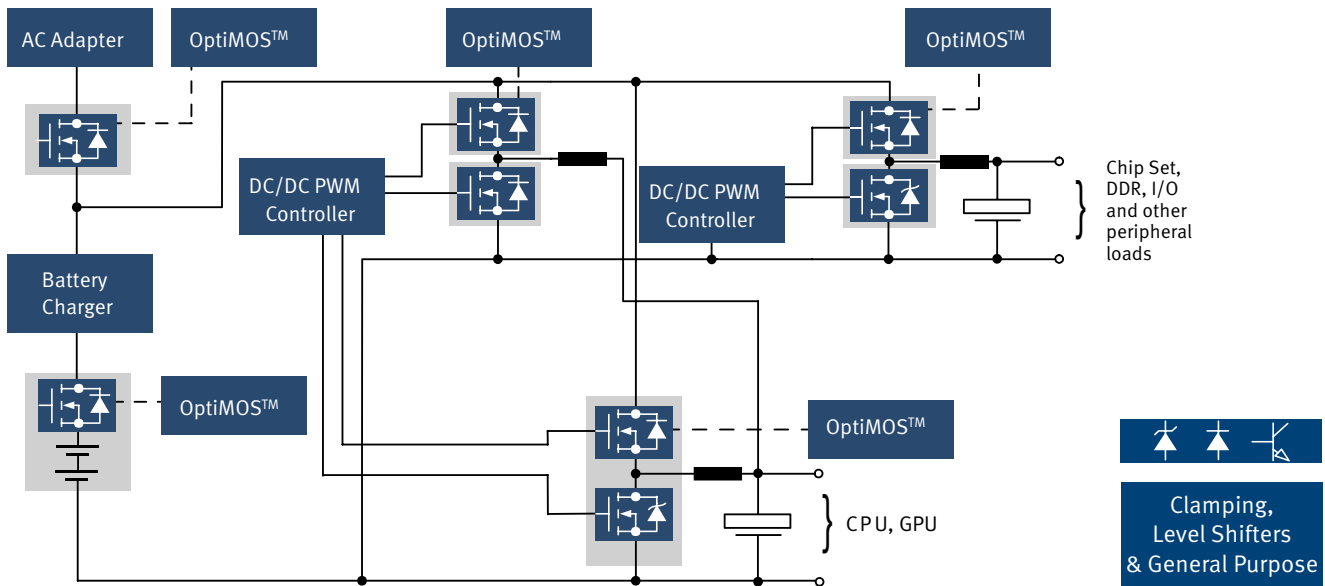 AC Adapter
OptiMOS™
OptiMOS™
OptiMOS™
DC/DC PWM
Controller
DC/DC PWM
Controller
Chip Set,
DDR, I/O
and other
peripheral
loads
Battery
Charger
OptiMOS™
OptiMOS™
CPU, GPU
Clamping,
Level Shifters
& General Purpose